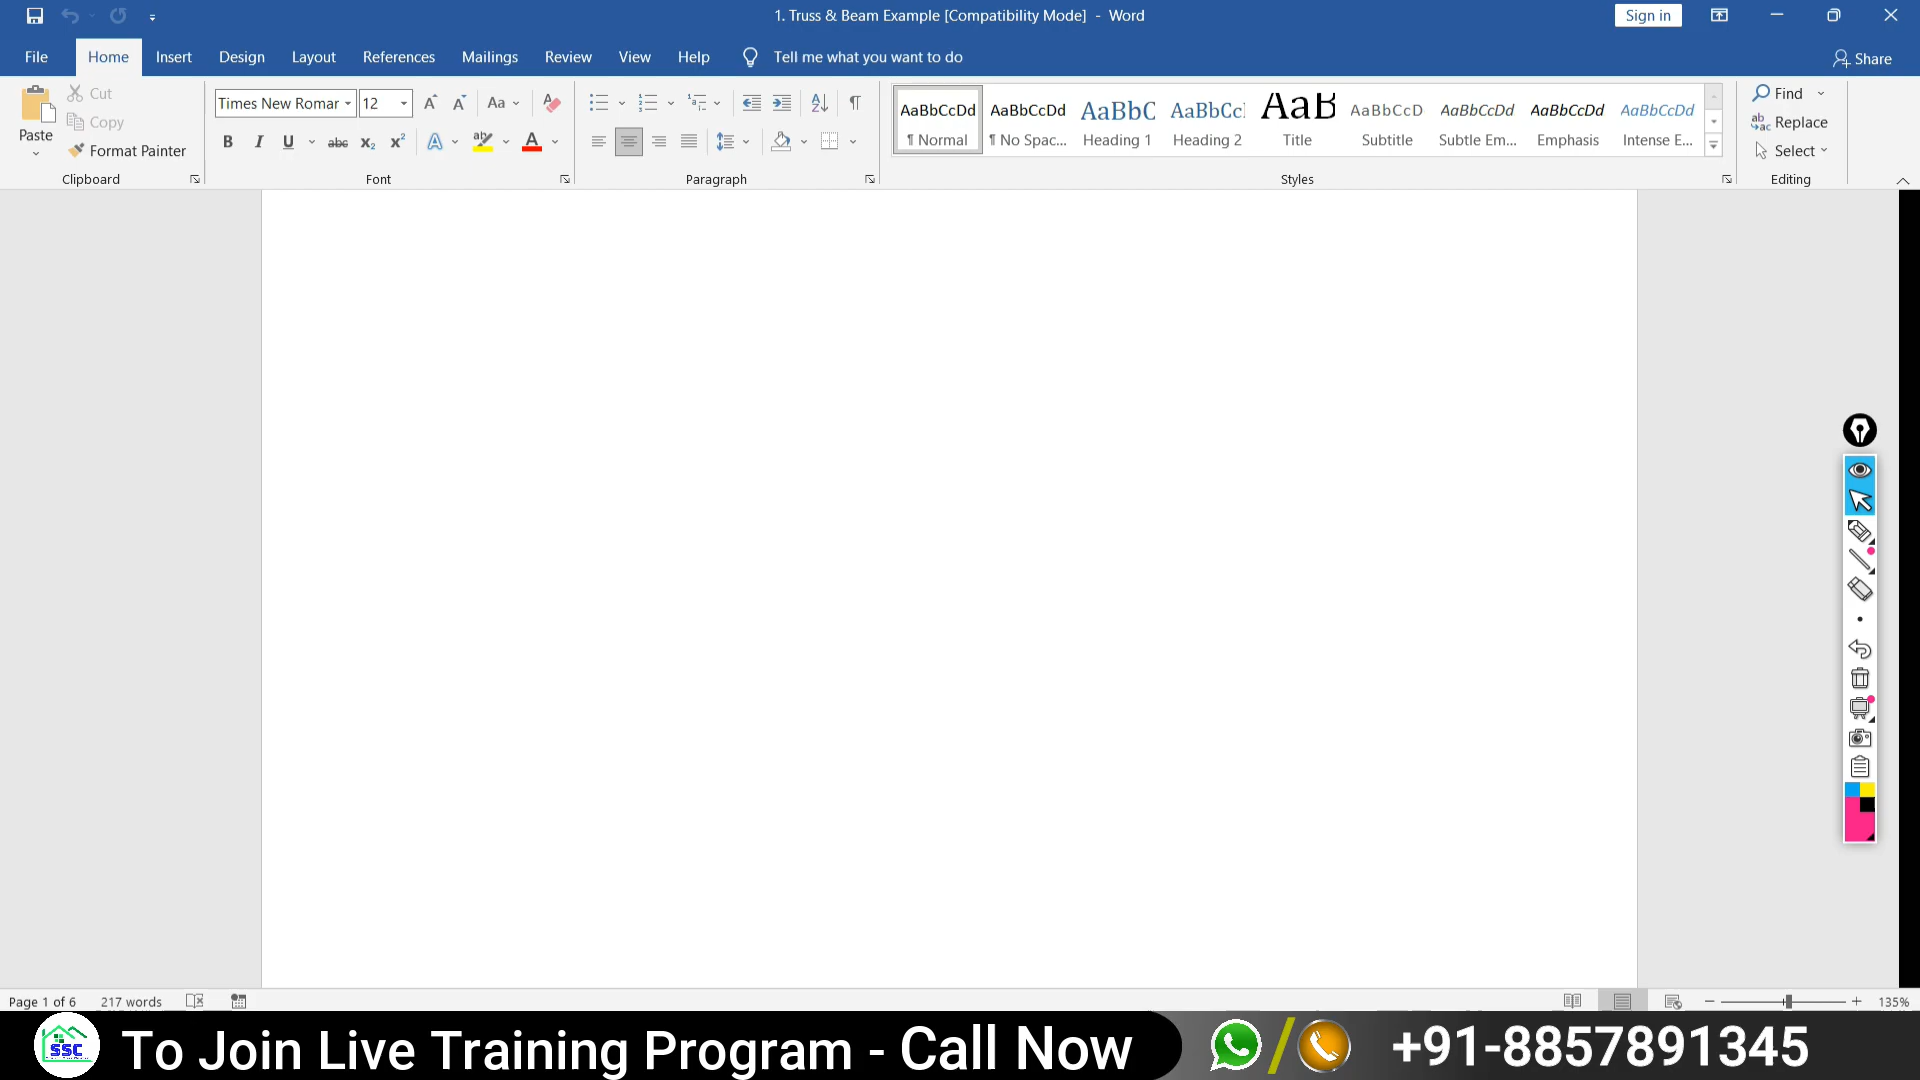 1. Truss & Beam Example [Compatibility Mode] - Word
Sign in
File Home Insert Design Layout References Mailings Review View Help Tell me what you want to do
Share
Paste
Cut
Copy
Format Painter
Clipboard
Times New Romar 12
Aa
B I U abc x₂ x² A ab A
Font
Paragraph
AaBbCcDd AaBbCcDd AaBbC AaBbCc AaB AaBbCcD AaBbCcDd AaBbCcDd AaBbCcDd
¶ Normal ¶ No Spac... Heading 1 Heading 2 Title Subtitle Subtle Em... Emphasis Intense E...
Styles
Find
Replace
Select
Editing
Page 1 of 6 217 words
135%
SSC
To Join Live Training Program - Call Now
+91-8857891345